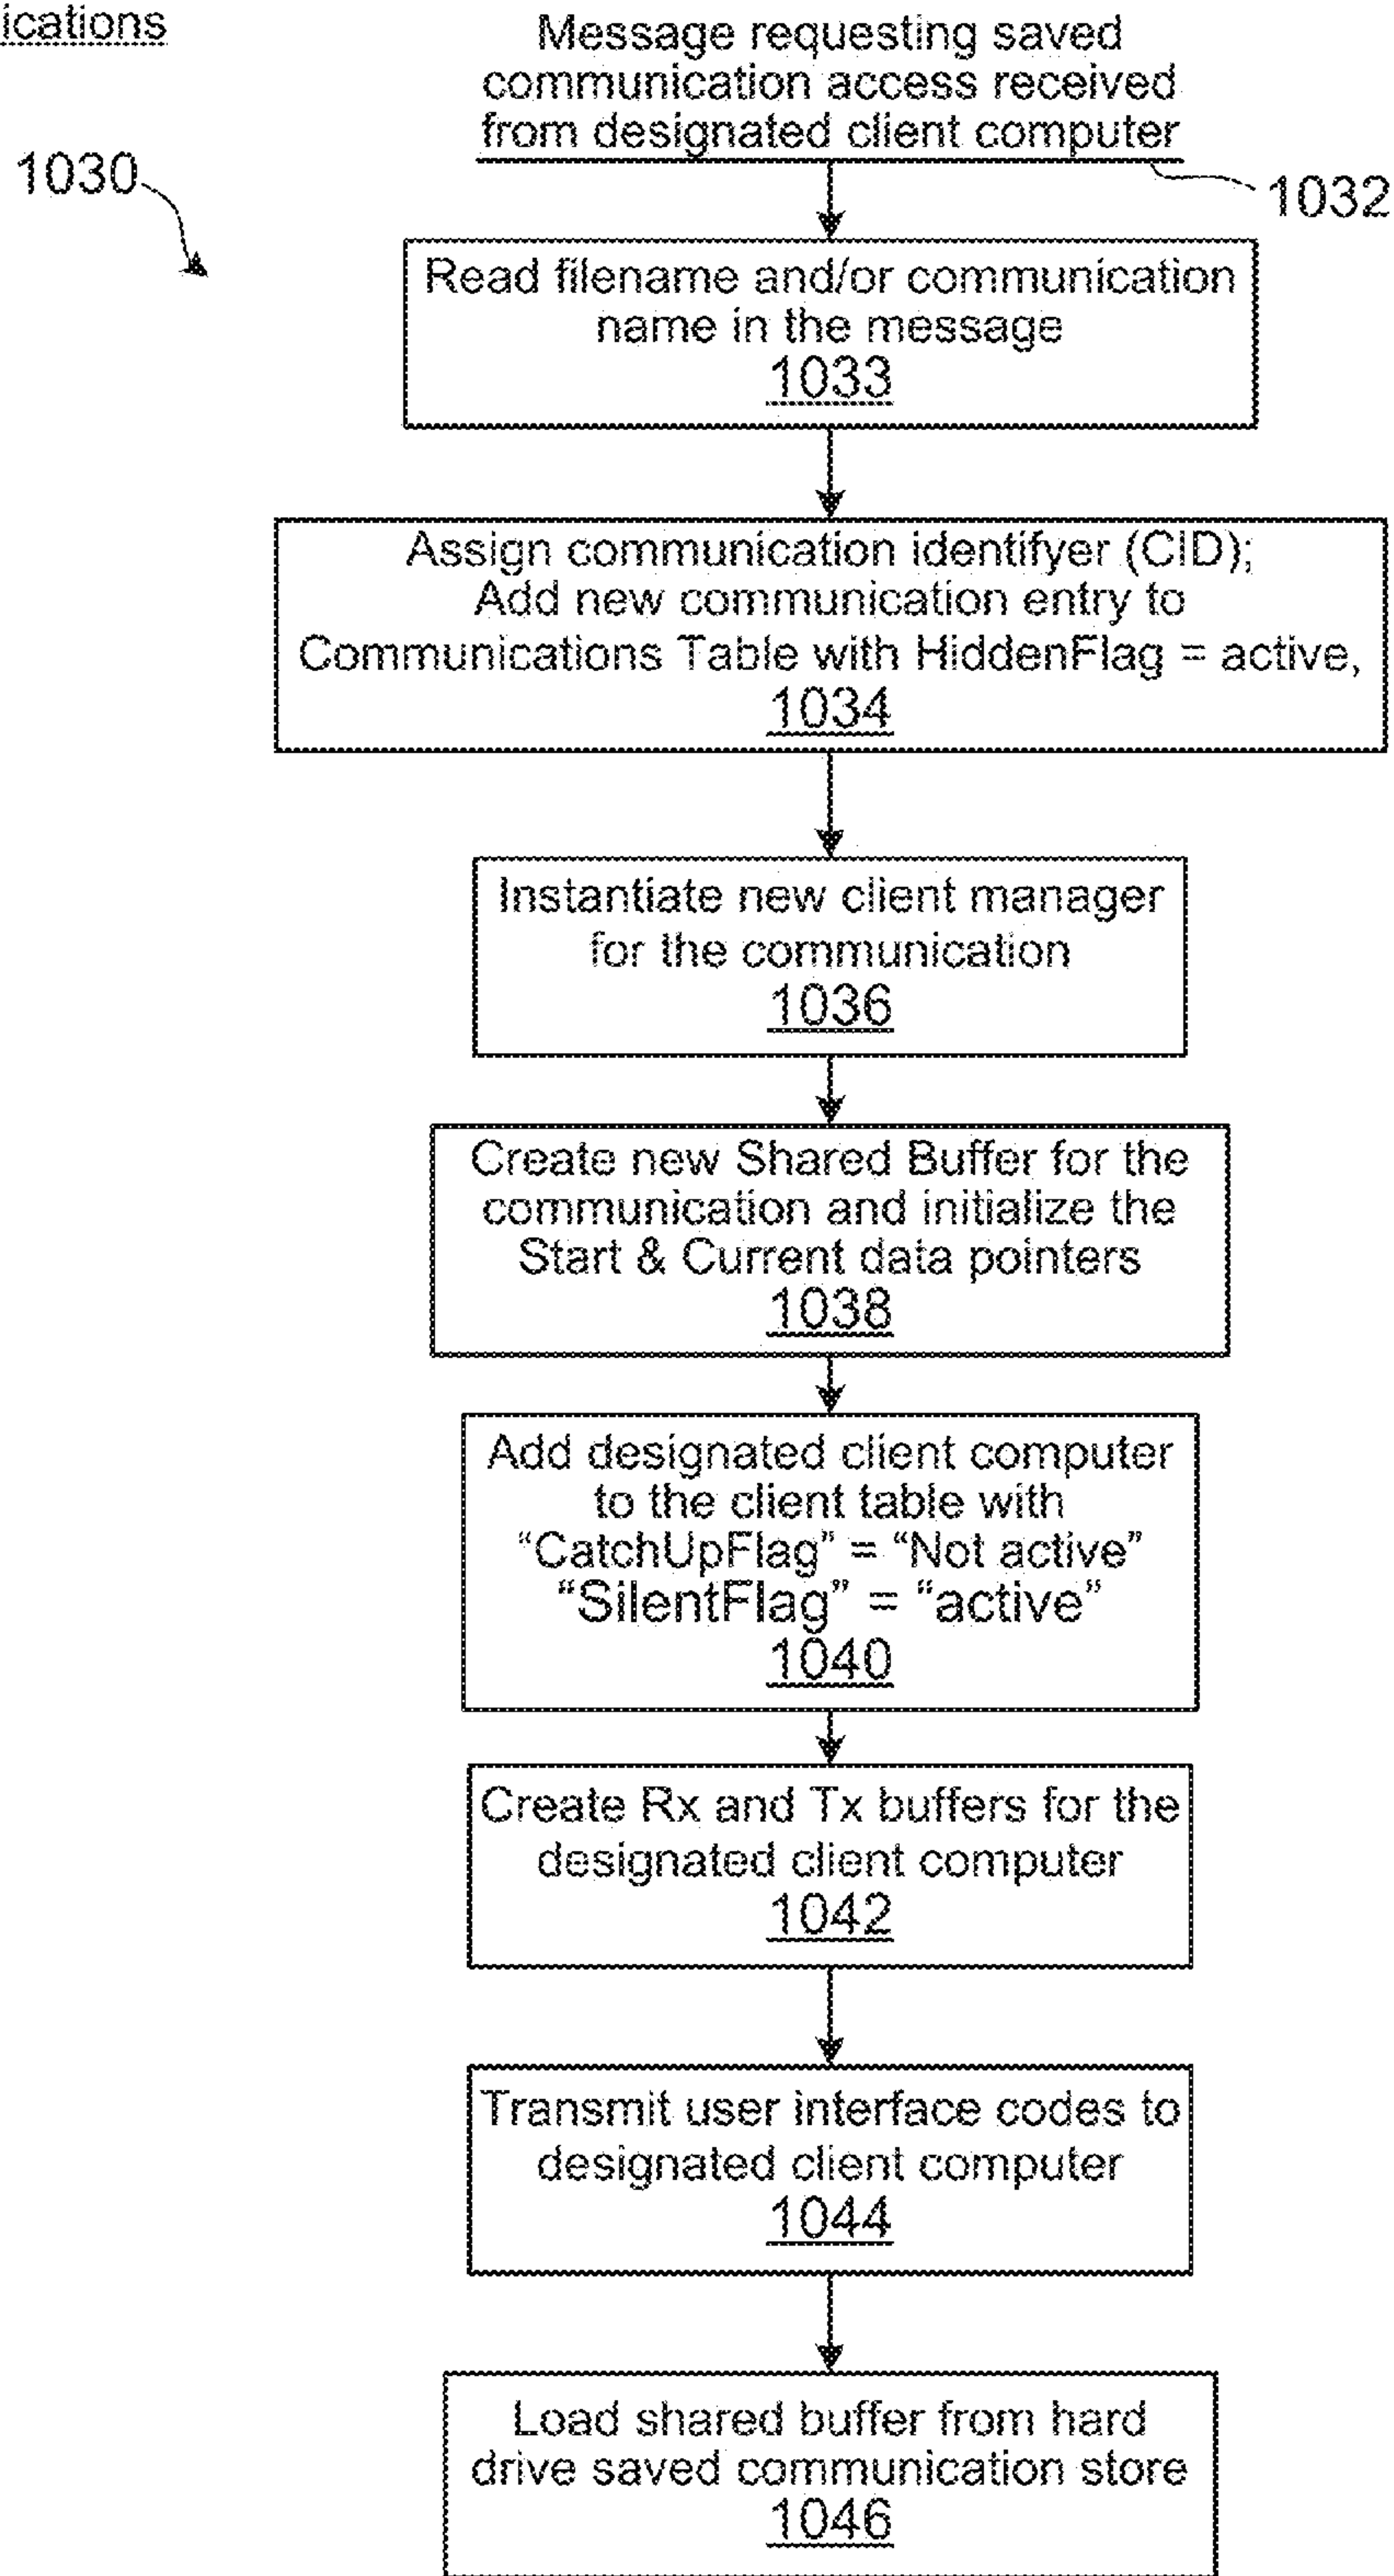 ications
Message requesting saved
communication access received
from designated client computer
1030
1032
Read filename and/or communication
name in the message
1033
Assign communication identifyer (CID);
Add new communication entry to
Communications Table with HiddenFlag = active,
1034
Instantiate new client manager
for the communication
1036
Create new Shared Buffer for the
communication and initialize the
Start & Current data pointers
1038
Add designated client computer
to the client table with
“CatchUpFlag” = “Not active”
“SilentFlag” = “active”
1040
Create Rx and Tx buffers for the
designated client computer
1042
Transmit user interface codes to
designated client computer
1044
Load shared buffer from hard
drive saved communication store
1046